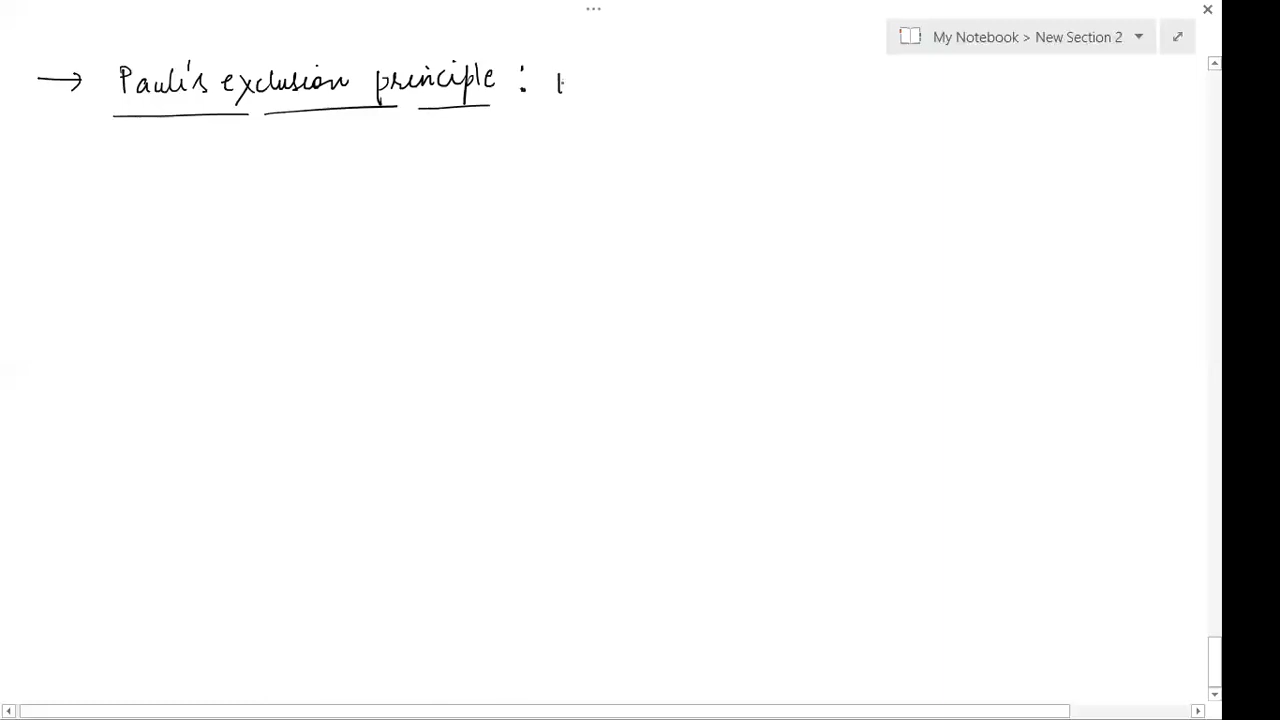 My Notebook > New Section 2
→ Pauli's exclusion principle :